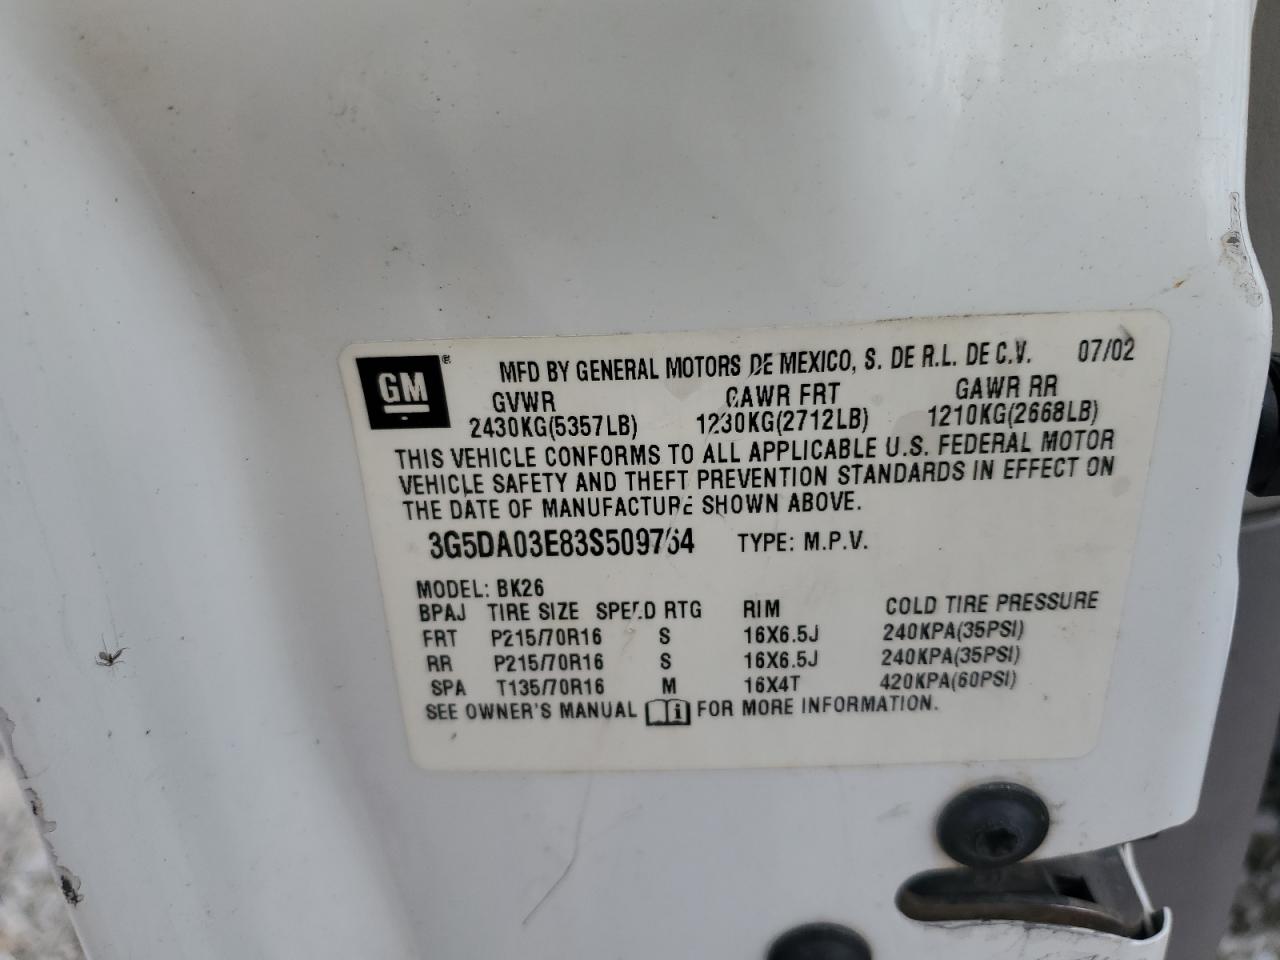 GM ® MFD BY GENERAL MOTORS DE MEXICO, S. DE R.L. DE C.V. 07/02
GVWR GAWR FRT GAWR RR
2430KG(5357LB) 1230KG(2712LB) 1210KG(2668LB)
THIS VEHICLE CONFORMS TO ALL APPLICABLE U.S. FEDERAL MOTOR
VEHICLE SAFETY AND THEFT PREVENTION STANDARDS IN EFFECT ON
THE DATE OF MANUFACTURE SHOWN ABOVE.
3G5DA03E83S509764 TYPE: M.P.V.
MODEL: BK26
BPAJ TIRE SIZE SPEED RTG RIM COLD TIRE PRESSURE
FRT P215/70R16 S 16X6.5J 240KPA(35PSI)
RR P215/70R16 S 16X6.5J 240KPA(35PSI)
SPA T135/70R16 M 16X4T 420KPA(60PSI)
SEE OWNER'S MANUAL i FOR MORE INFORMATION.